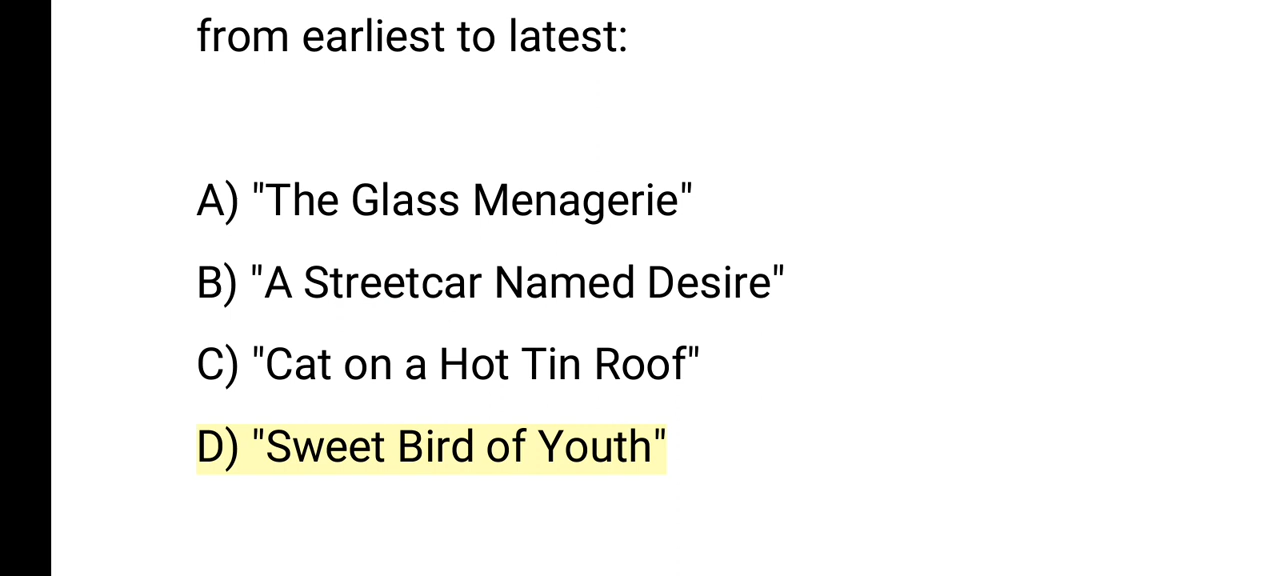 from earliest to latest:
A) "The Glass Menagerie"
B) "A Streetcar Named Desire"
C) "Cat on a Hot Tin Roof"
D) "Sweet Bird of Youth"